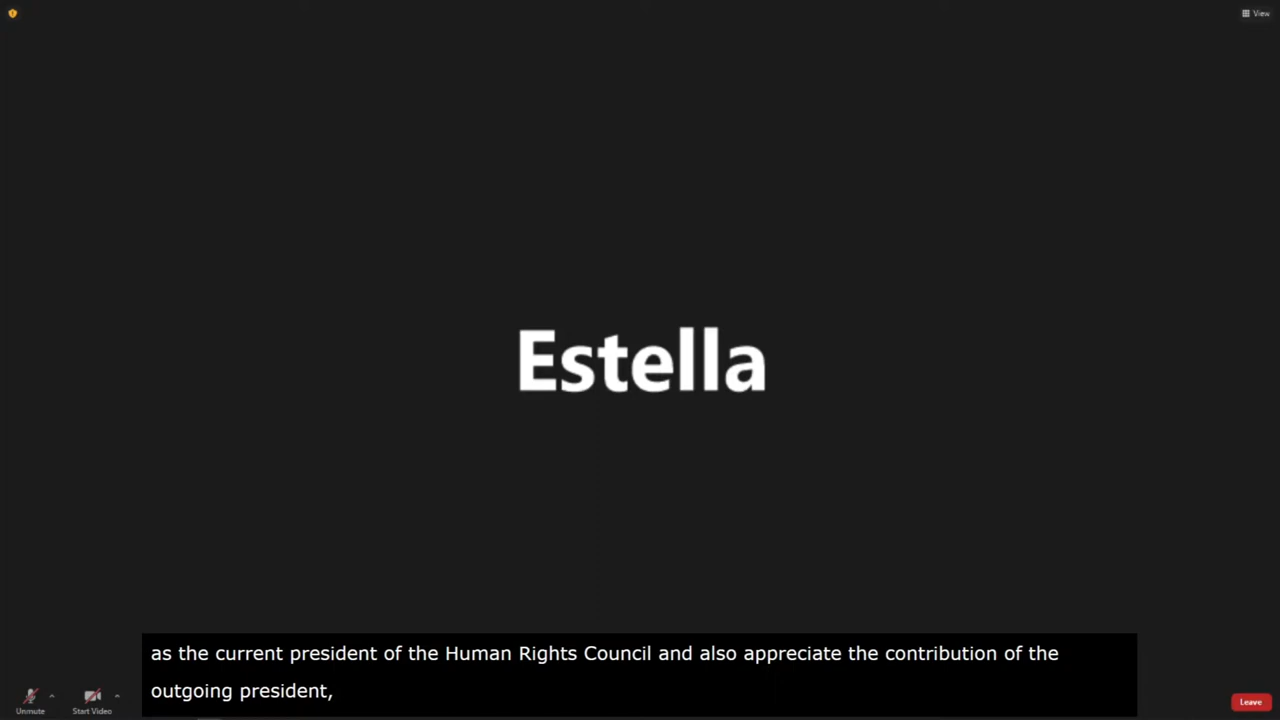 View
Estella
as the current president of the Human Rights Council and also appreciate the contribution of the
outgoing president,
Unmute
Start Video
Leave